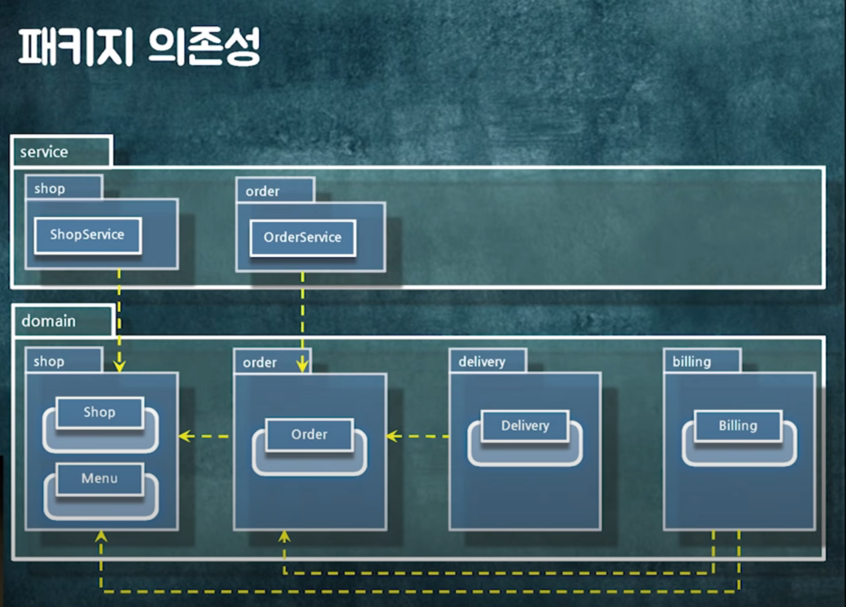 패키지 의존성
service
shop
ShopService
order
OrderService
domain
shop
Shop
Menu
order
Order
delivery
Delivery
billing
Billing